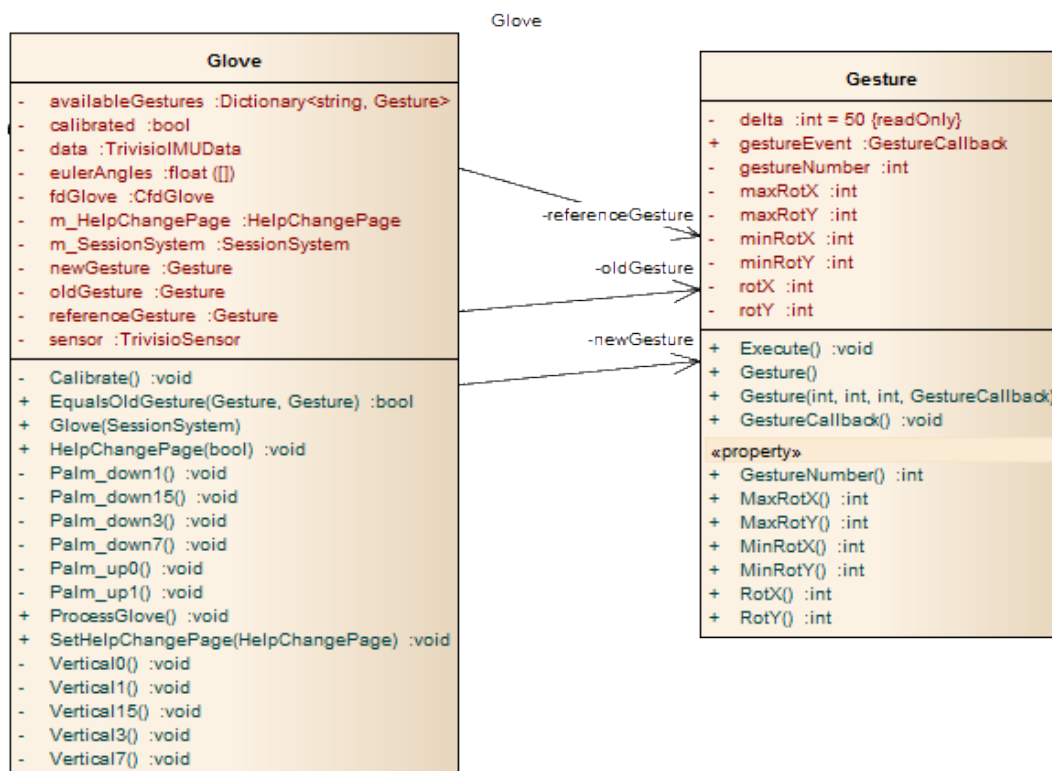 Glove
Glove
- availableGestures :Dictionary<string, Gesture>
- calibrated :bool
- data :TrivisioIMUData
- eulerAngles :float ([])
- fdGlove :CfdGlove
- m_HelpChangePage :HelpChangePage
- m_SessionSystem :SessionSystem
- newGesture :Gesture
- oldGesture :Gesture
- referenceGesture :Gesture
- sensor :TrivisioSensor
- Calibrate() :void
+ EqualsOldGesture(Gesture, Gesture) :bool
+ Glove(SessionSystem)
+ HelpChangePage(bool) :void
- Palm_down1() :void
- Palm_down15() :void
- Palm_down3() :void
- Palm_down7() :void
- Palm_up0() :void
- Palm_up1() :void
+ ProcessGlove() :void
+ SetHelpChangePage(HelpChangePage) :void
- Vertical0() :void
- Vertical1() :void
- Vertical15() :void
- Vertical3() :void
- Vertical7() :void
-referenceGesture
-oldGesture
-newGesture
Gesture
- delta :int = 50 {readOnly}
+ gestureEvent :GestureCallback
- gestureNumber :int
- maxRotX :int
- maxRotY :int
- minRotX :int
- minRotY :int
- rotX :int
- rotY :int
+ Execute() :void
+ Gesture()
+ Gesture(int, int, int, GestureCallback)
+ GestureCallback() :void
«property»
+ GestureNumber() :int
+ MaxRotX() :int
+ MaxRotY() :int
+ MinRotX() :int
+ MinRotY() :int
+ RotX() :int
+ RotY() :int